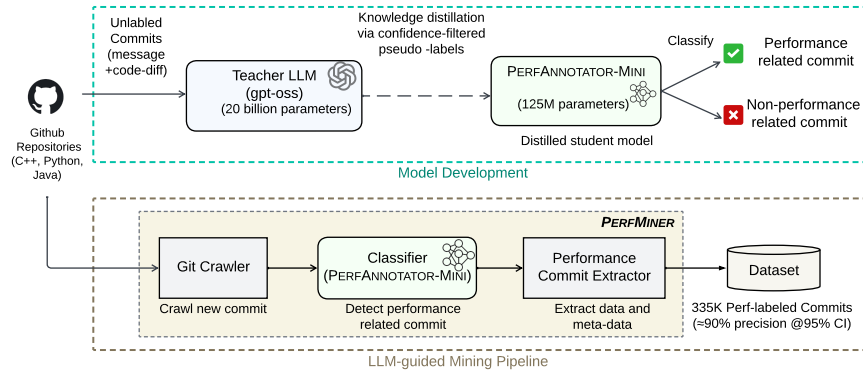 Unlabled
Commits
(message
+code-diff)
Knowledge distillation
via confidence-filtered
pseudo -labels
Teacher LLM
(gpt-oss)
(20 billion parameters)
PERFANNOTATOR-MINI
(125M parameters)
Distilled student model
Classify
Performance
related commit
Non-performance
related commit
Github
Repositories
(C++, Python,
Java)
Model Development
PERFMINER
Git Crawler
Crawl new commit
Classifier
(PERFANNOTATOR-MINI)
Detect performance
related commit
Performance
Commit Extractor
Extract data and
meta-data
Dataset
335K Perf-labeled Commits
(≈90% precision @95% CI)
LLM-guided Mining Pipeline